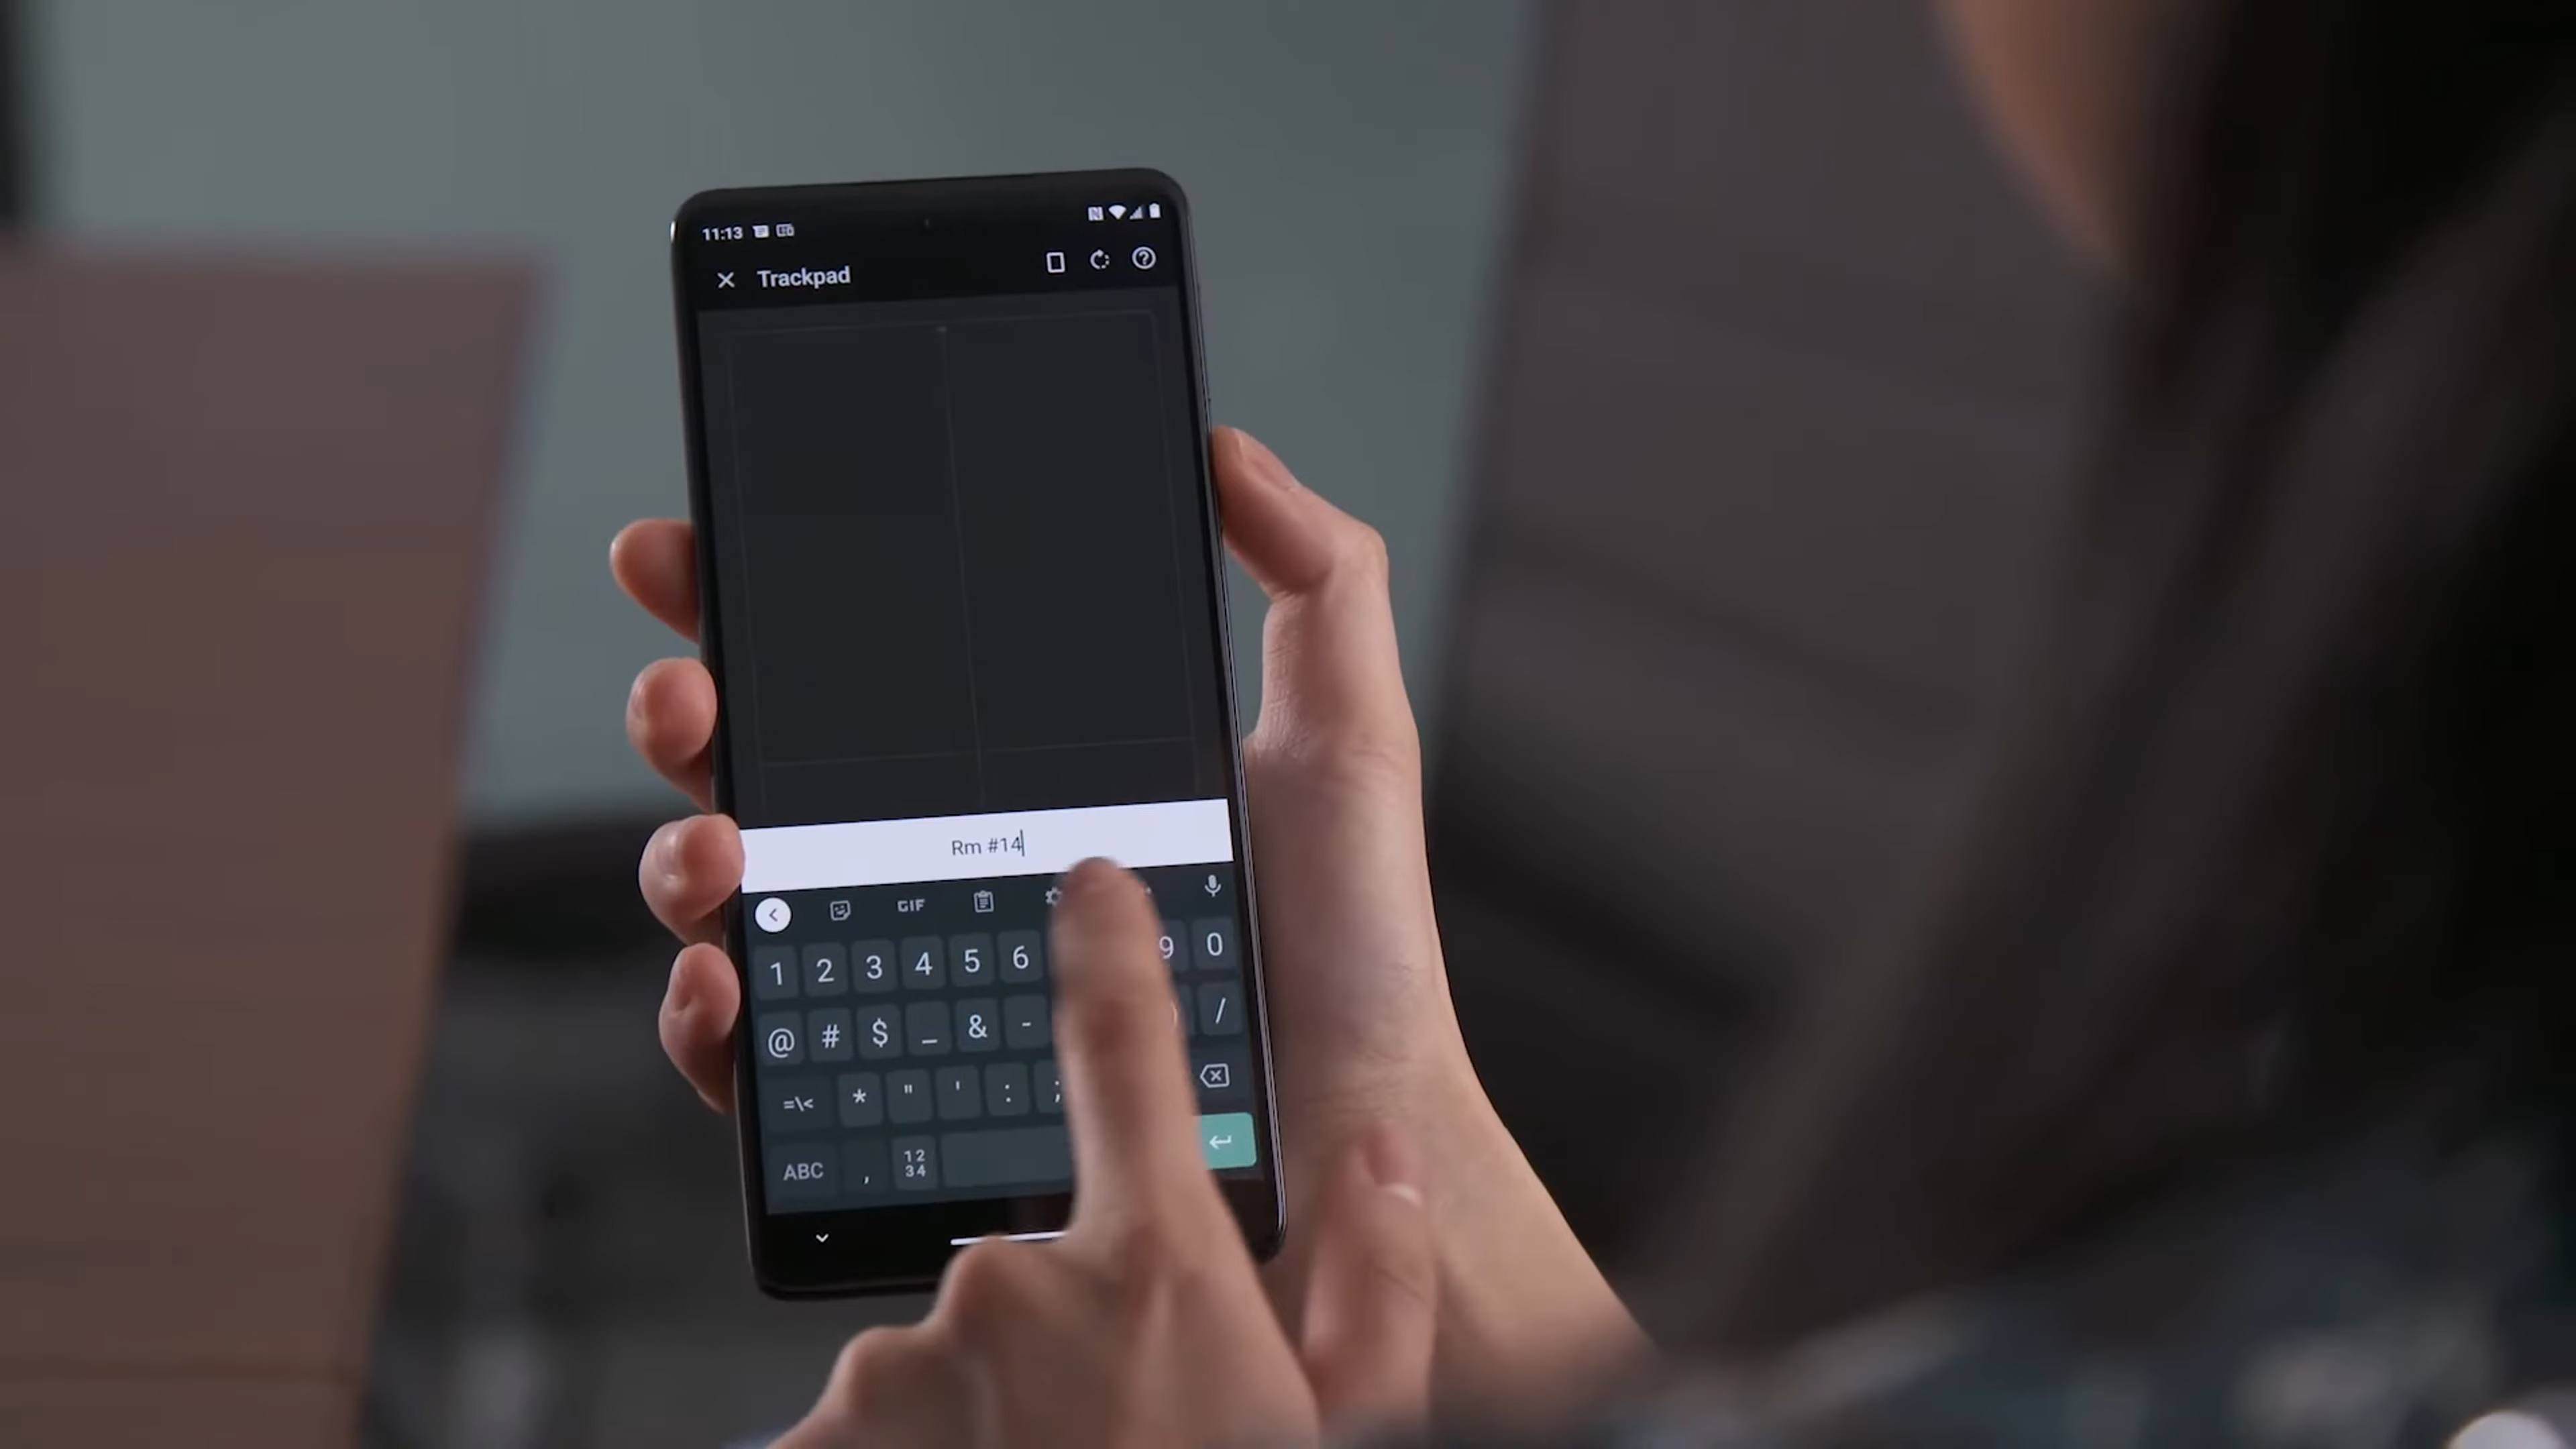 11:13
Trackpad
Rm #14
GIF
1 2 3 4 5 6 9 0
@ # $ _ & - ) /
=\< * " ' : ;
ABC , 12
34